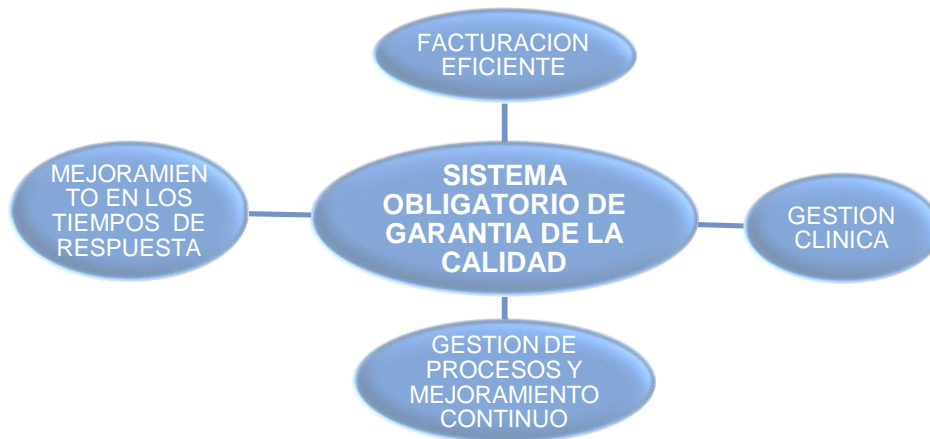 FACTURACION
EFICIENTE
MEJORAMIEN
TO EN LOS
TIEMPOS DE
RESPUESTA
SISTEMA
OBLIGATORIO DE
GARANTIA DE LA
CALIDAD
GESTION
CLINICA
GESTION DE
PROCESOS Y
MEJORAMIENTO
CONTINUO